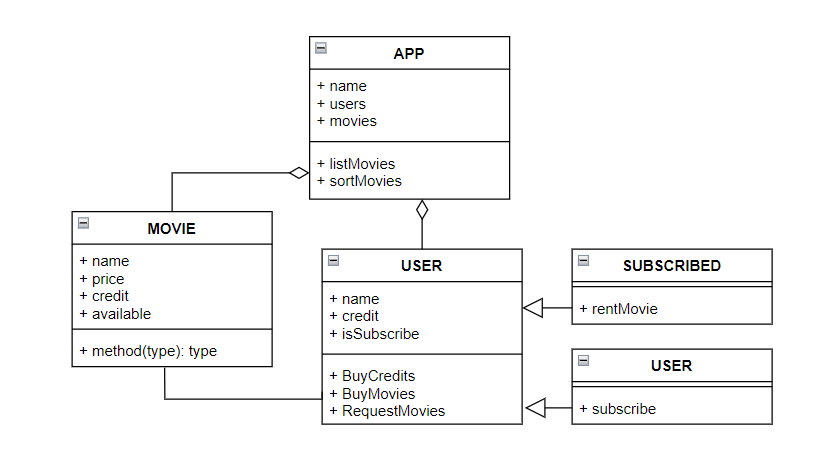 APP
+ name
+ users
+ movies
+ listMovies
+ sortMovies
MOVIE
+ name
+ price
+ credit
+ available
+ method(type): type
USER
+ name
+ credit
+ isSubscribe
+ BuyCredits
+ BuyMovies
+ RequestMovies
SUBSCRIBED
+ rentMovie
USER
+ subscribe